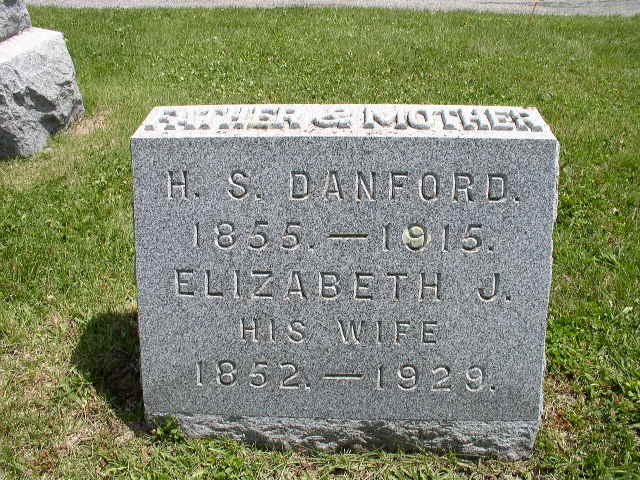 FATHER & MOTHER
H. S. DANFORD.
1855.—1915.
ELIZABETH J.
HIS WIFE
1852.—1929.